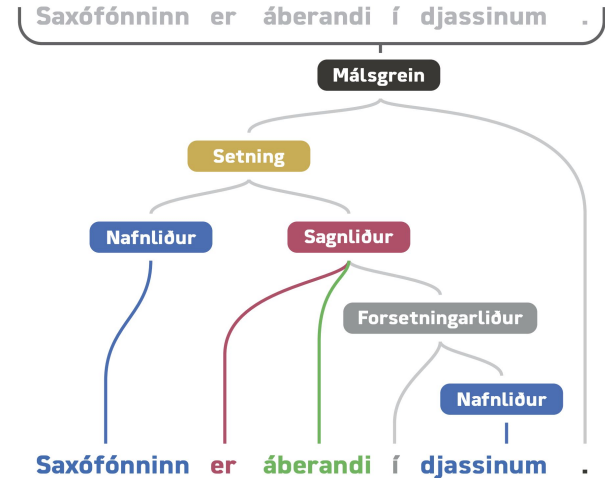 Saxófónninn er áberandi í djassinum .
Málsgrein
Setning
Nafnliður Sagnliður
Forsetningarliður
Nafnliður
Saxófónninn er áberandi í djassinum .